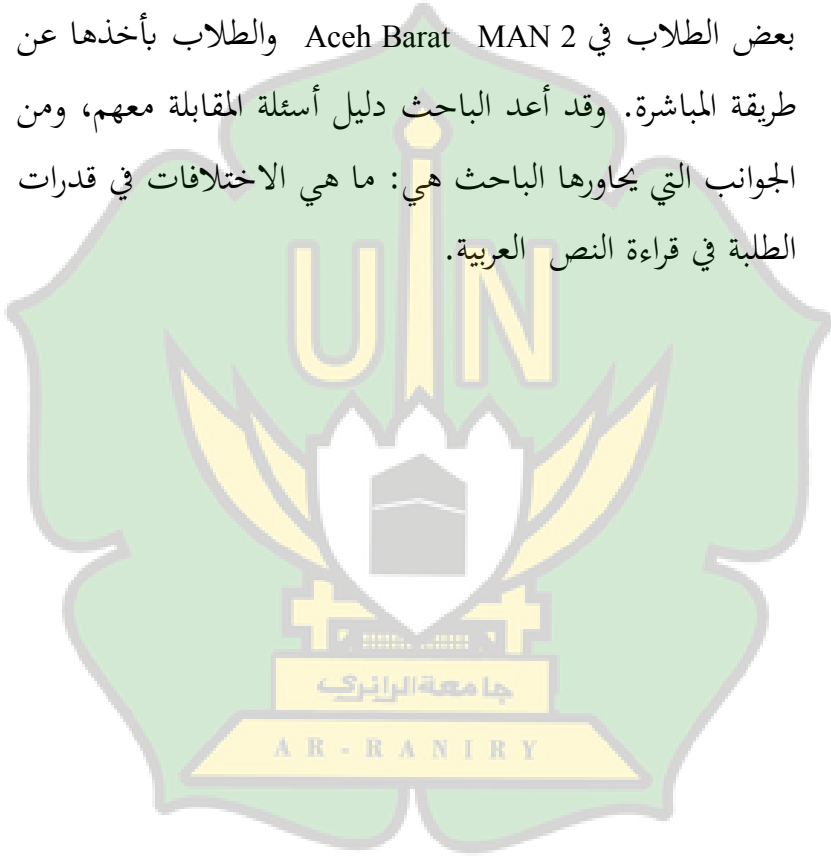 بعض الطلاب في MAN 2 Aceh Barat والطلاب بأخذها عن
طريقة المباشرة. وقد أعد الباحث دليل أسئلة المقابلة معهم، ومن
الجوانب التي يحاورها الباحث هي: ما هي الاختلافات في قدرات
الطلبة في قراءة النص العربية.
UIN
جامعة الرانري
AR-RANIRY